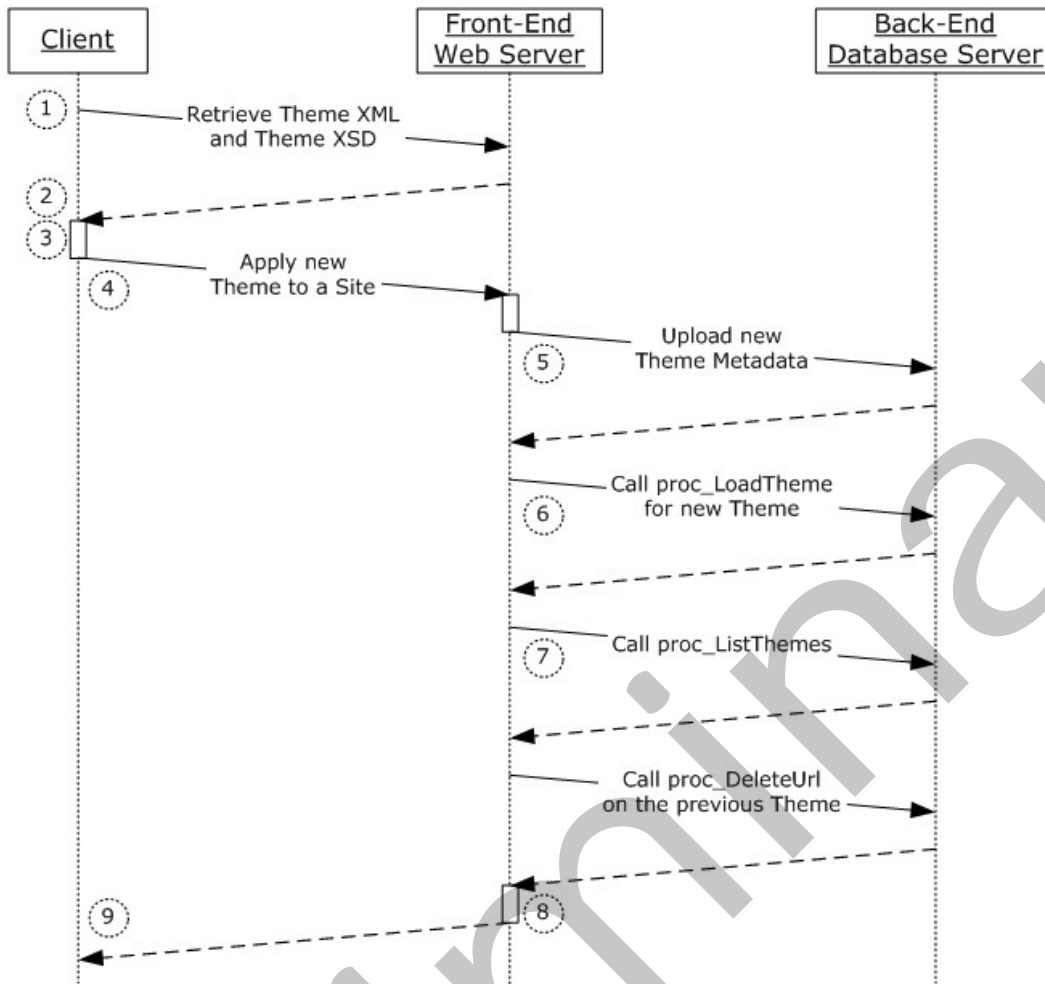 Client
Front-End
Web Server
Back-End
Database Server
1
Retrieve Theme XML
and Theme XSD
2
3
4
Apply new
Theme to a Site
5
Upload new
Theme Metadata
6
Call proc_LoadTheme
for new Theme
7
Call proc_ListThemes
Call proc_DeleteUrl
on the previous Theme
8
9
mina